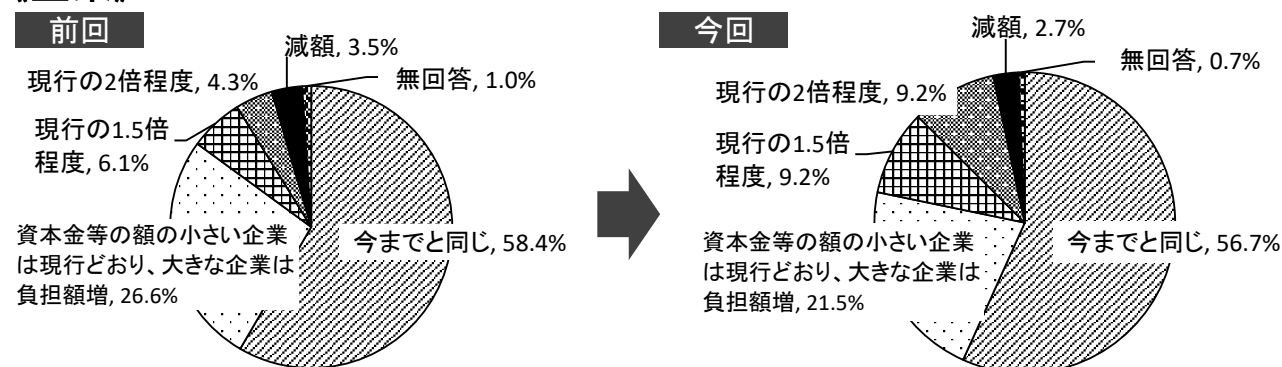 前回
減額, 3.5%
無回答, 1.0%
現行の2倍程度, 4.3%
現行の1.5倍
程度, 6.1%
資本金等の額の小さい企業
は現行どおり、大きな企業は
負担額増, 26.6%
今までと同じ, 58.4%
今回
減額, 2.7%
無回答, 0.7%
現行の2倍程度, 9.2%
現行の1.5倍
程度, 9.2%
資本金等の額の小さい企業
は現行どおり、大きな企業は
負担額増, 21.5%
今までと同じ, 56.7%